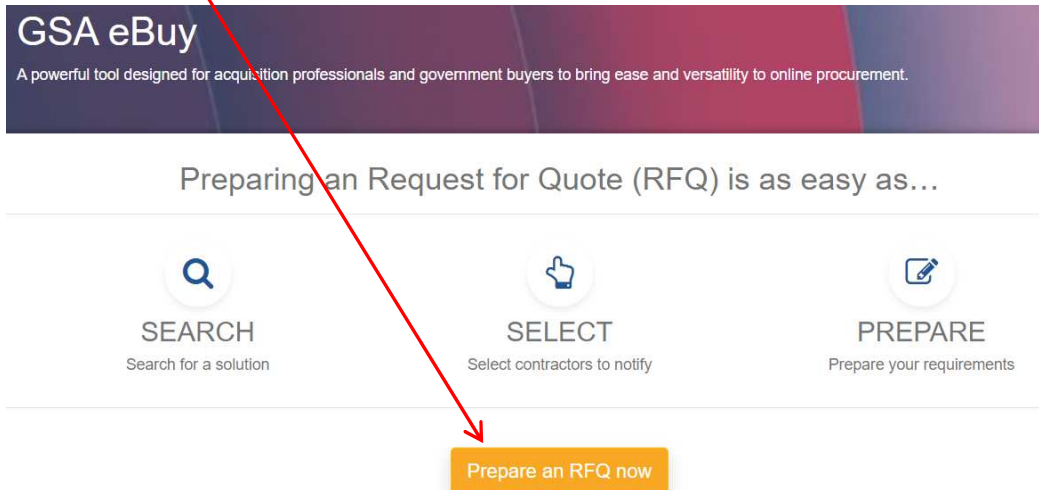 GSA eBuy
A powerful tool designed for acquisition professionals and government buyers to bring ease and versatility to online procurement.
Preparing an Request for Quote (RFQ) is as easy as...
SEARCH
Search for a solution
SELECT
Select contractors to notify
PREPARE
Prepare your requirements
Prepare an RFQ now